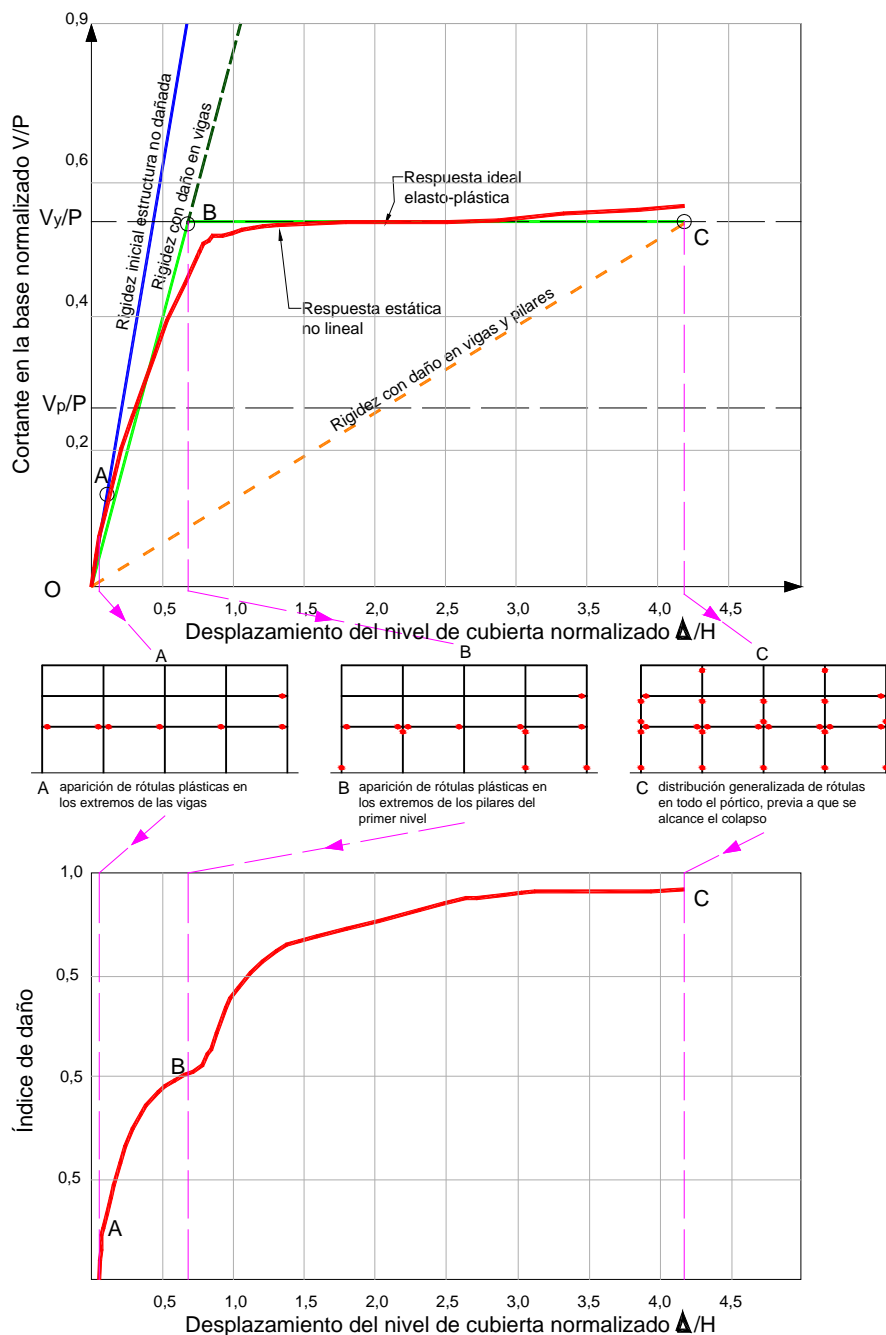 0,9
0,6
Vy/P
0,4
Vp/P
0,2
O
Cortante en la base normalizado V/P
Rigidez inicial estructura no dañada
Rigidez con daño en vigas
A
B
C
Respuesta ideal
elasto-plástica
Respuesta estática
no lineal
Rigidez con daño en vigas y pilares
0,5
1,0
1,5
2,0
2,5
3,0
3,5
4,0
4,5
Desplazamiento del nivel de cubierta normalizado Δ/H
A
B
C
A aparición de rótulas plásticas en
los extremos de las vigas
B aparición de rótulas plásticas en
los extremos de los pilares del
primer nivel
C distribución generalizada de rótulas
en todo el pórtico, previa a que se
alcance el colapso
1,0
0,5
0,5
0,5
Índice de daño
A
B
C
0,5
1,0
1,5
2,0
2,5
3,0
3,5
4,0
4,5
Desplazamiento del nivel de cubierta normalizado Δ/H